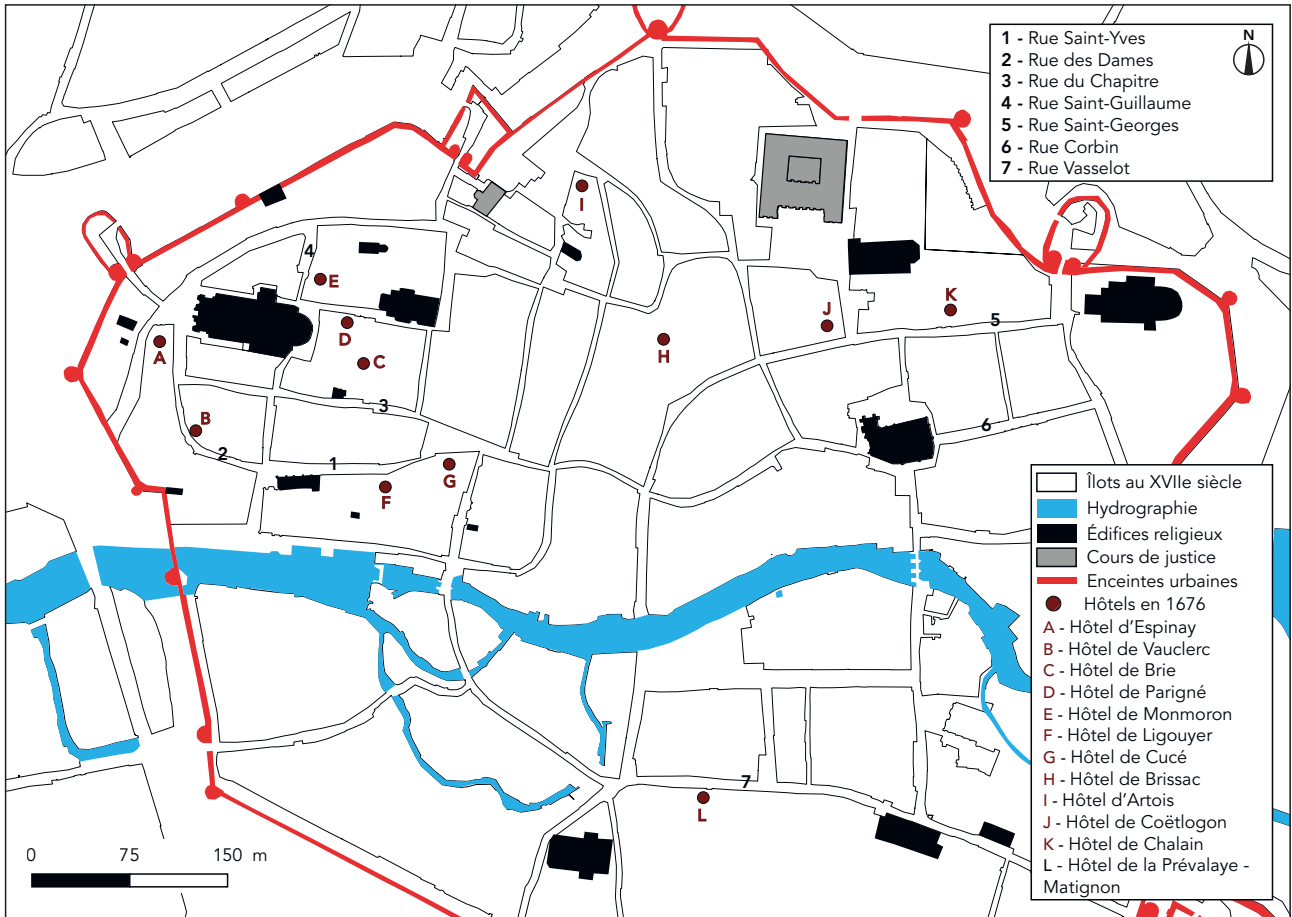 1 - Rue Saint-Yves
2 - Rue des Dames
3 - Rue du Chapitre
4 - Rue Saint-Guillaume
5 - Rue Saint-Georges
6 - Rue Corbin
7 - Rue Vasselot
N
I
4
E
D
C
A
J
K
5
H
3
B
2
1
G
F
6
7
L
Îlots au XVIIe siècle
Hydrographie
Édifices religieux
Cours de justice
Enceintes urbaines
Hôtels en 1676
A - Hôtel d'Espinay
B - Hôtel de Vauclerc
C - Hôtel de Brie
D - Hôtel de Parigné
E - Hôtel de Monmoron
F - Hôtel de Ligouyer
G - Hôtel de Cucé
H - Hôtel de Brissac
I - Hôtel d'Artois
J - Hôtel de Coëtlogon
K - Hôtel de Chalain
L - Hôtel de la Prévalaye -
Matignon
0 75 150 m